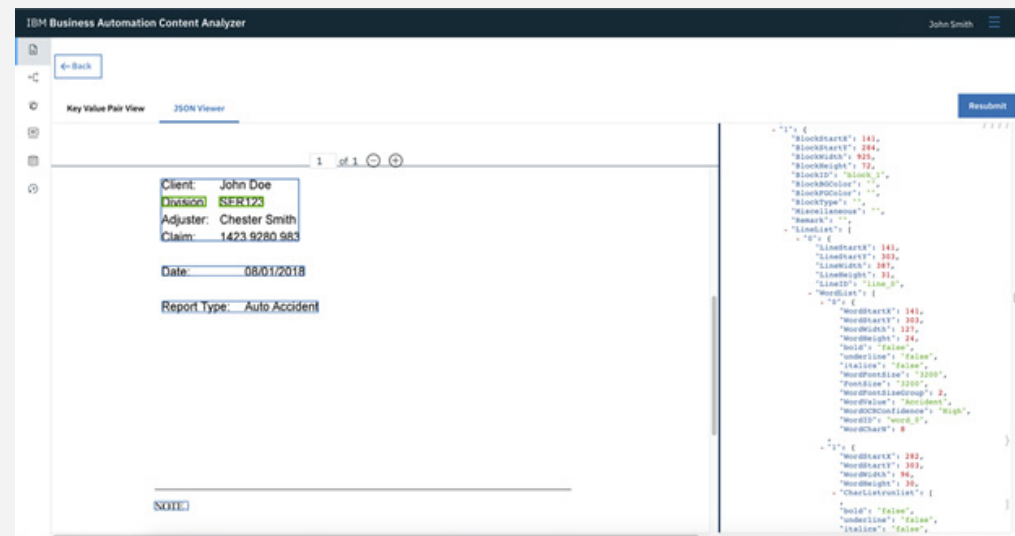 IBM Business Automation Content Analyzer
John Smith
←Back
Key Value Pair View
JSON Viewer
Resubmit
1 of 1
Client: John Doe
Division SER123
Adjuster: Chester Smith
Claim: 1423 9280 983
Date: 08/01/2018
Report Type: Auto Accident
NOTE.
- "1": {
"BlockStartX": 141,
"BlockStartY": 284,
"BlockWidth": 925,
"BlockHeight": 72,
"BlockID": "block_1",
"BlockBGColor": "",
"BlockFGColor": "",
"BlockType": "",
"Miscellaneous": "",
"Remark": "",
- "LineList": [
- "0": {
"LineStartX": 141,
"LineStartY": 303,
"LineWidth": 387,
"LineHeight": 31,
"LineID": "line_0",
- "WordList": [
- "0": {
"WordStartX": 141,
"WordStartY": 303,
"WordWidth": 127,
"WordHeight": 24,
"bold": "false",
"underline": "false",
"italics": "false",
"WordFontSize": "3200",
"FontSize": "3200",
"WordFontSizeGroup": 2,
"WordValue": "Accident",
"WordOCRConfidence": "High",
"WordID": "word_0",
"WordCharN": 8
}
- "1": {
"WordStartX": 282,
"WordStartY": 303,
"WordWidth": 96,
"WordHeight": 30,
- "CharListrunlist": [
]
"bold": "false",
"underline": "false",
"italics": "false",